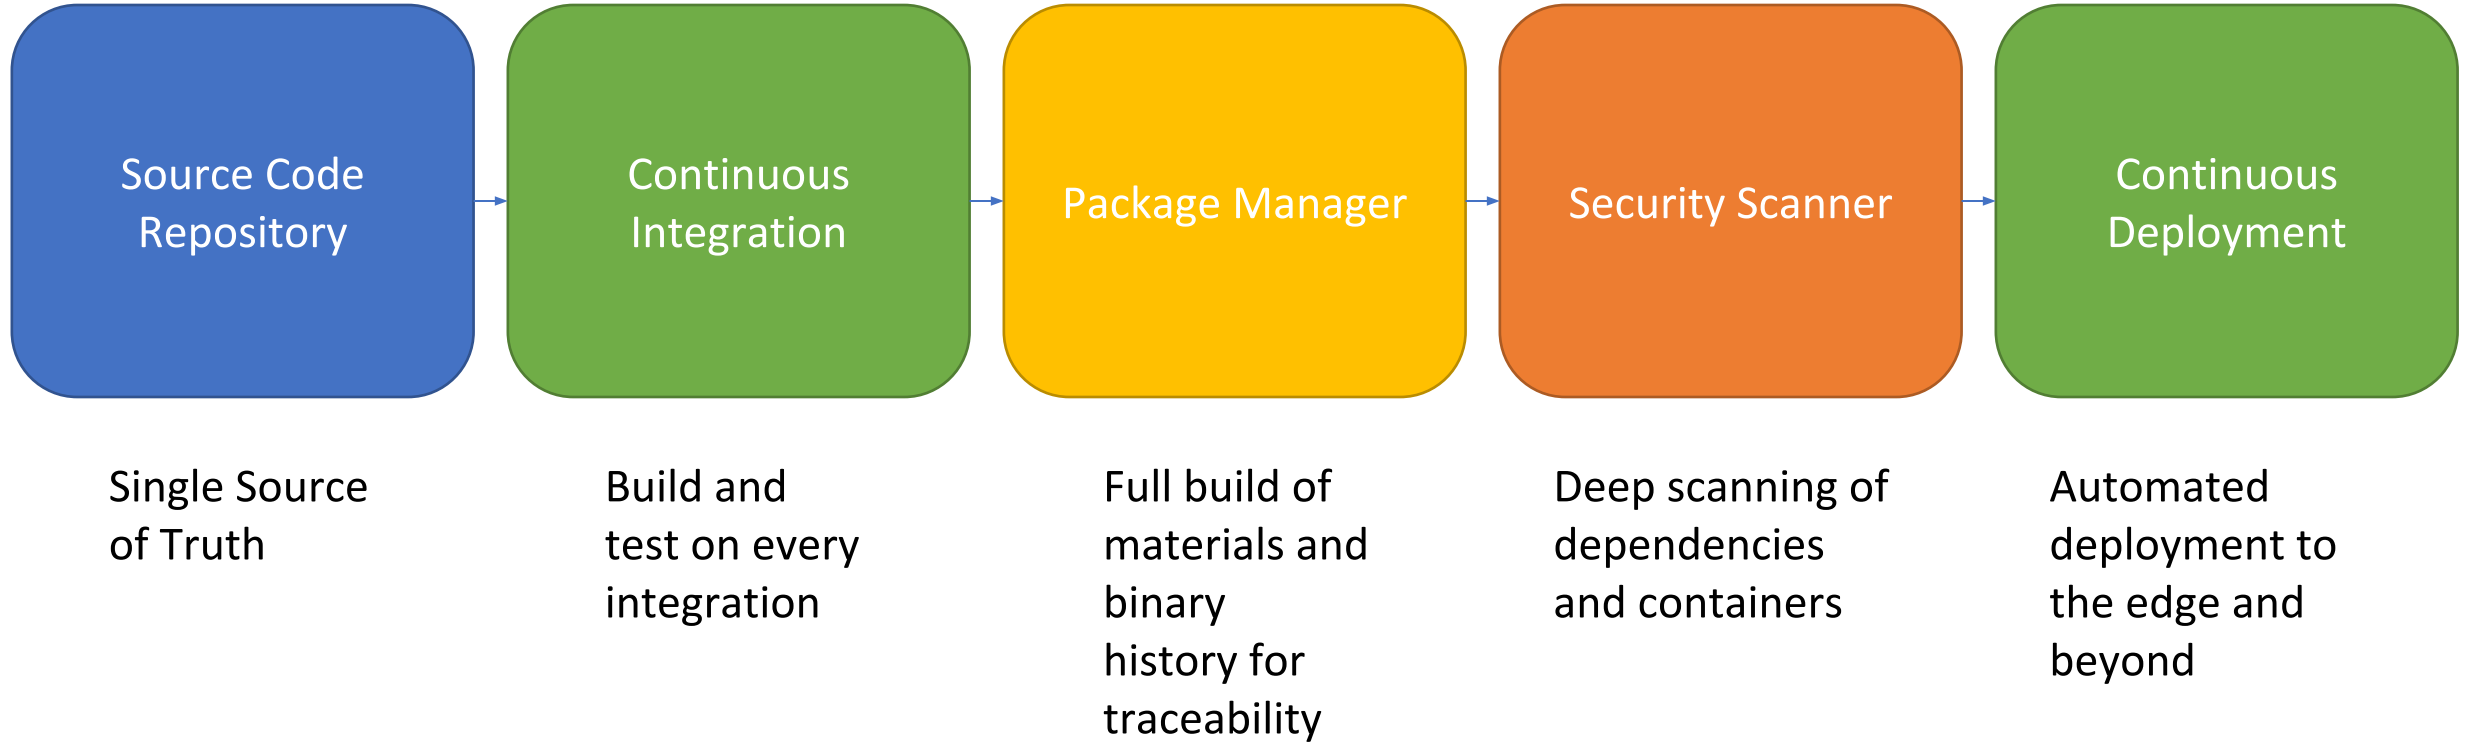 Source Code
Repository
Continuous
Integration
Package Manager
Security Scanner
Continuous
Deployment
Single Source
of Truth
Build and
test on every
integration
Full build of
materials and
binary
history for
traceability
Deep scanning of
dependencies
and containers
Automated
deployment to
the edge and
beyond